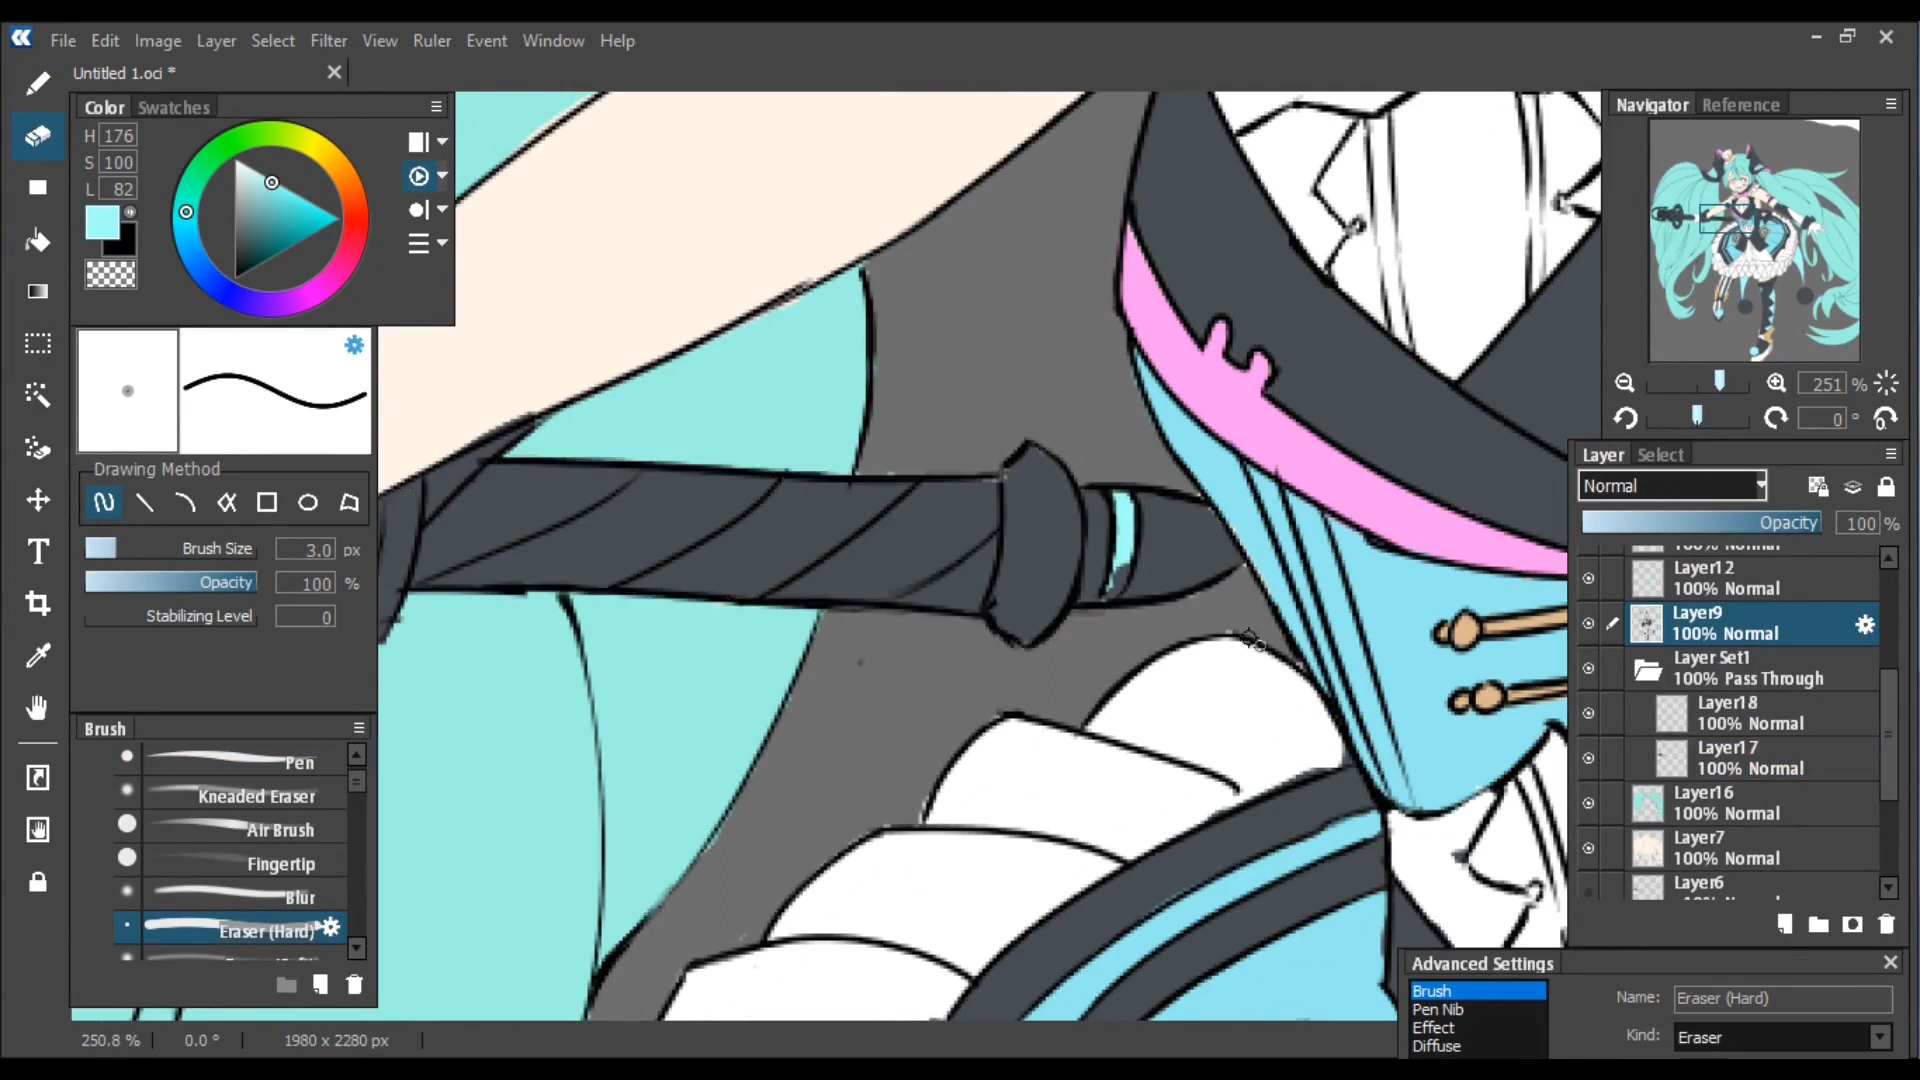 File Edit Image Layer Select Filter View Ruler Event Window Help
Untitled 1.oci *
Color Swatches
H 176
S 100
L 82
Drawing Method
Brush Size 3.0 px
Opacity 100 %
Stabilizing Level 0
Brush
Pen
Kneaded Eraser
Air Brush
Fingertip
Blur
Eraser (Hard)
250.8 % 0.0 ° 1980 x 2280 px
Navigator Reference
251 %
0 °
Layer Select
Normal
Opacity 100 %
100% Normal
Layer12
100% Normal
Layer9
100% Normal
Layer Set1
100% Pass Through
Layer18
100% Normal
Layer17
100% Normal
Layer16
100% Normal
Layer7
100% Normal
Layer6
Advanced Settings
Brush
Pen Nib
Effect
Diffuse
Name: Eraser (Hard)
Kind: Eraser